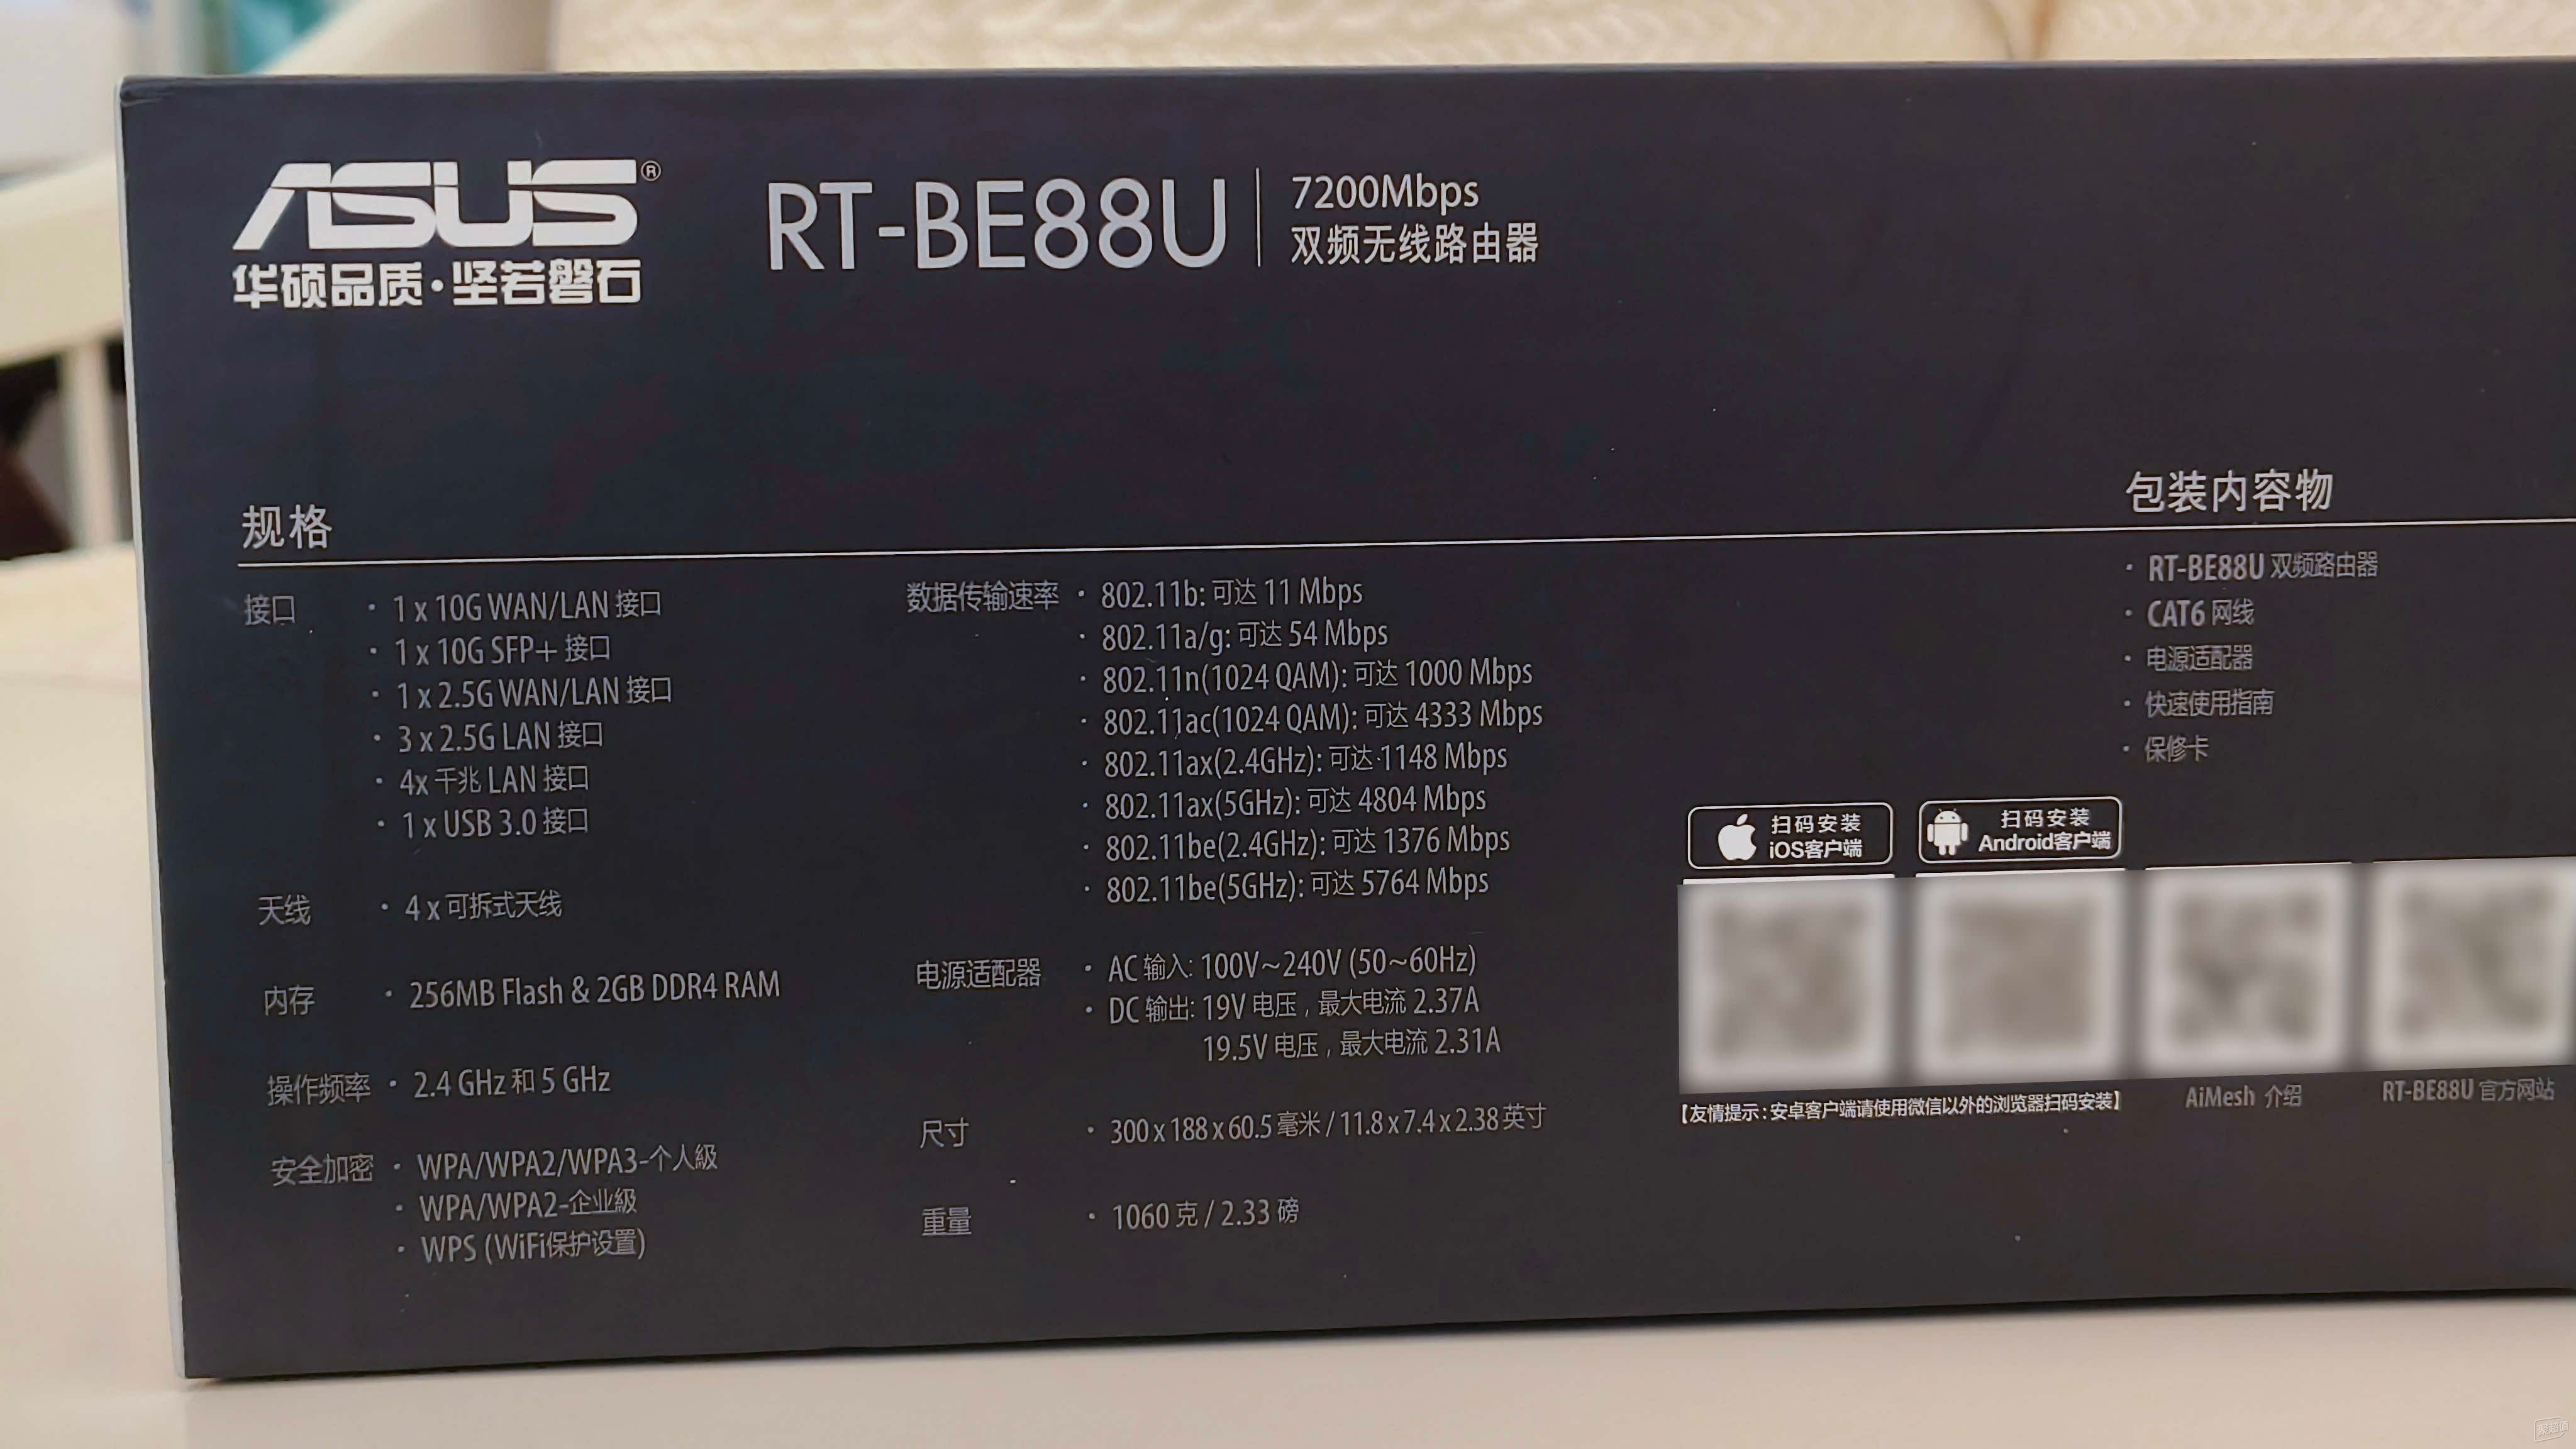 ASUS®
华硕品质·坚若磐石
RT-BE88U
7200Mbps
双频无线路由器
规格
接口
· 1 x 10G WAN/LAN 接口
· 1 x 10G SFP+ 接口
· 1 x 2.5G WAN/LAN 接口
· 3 x 2.5G LAN 接口
· 4x 千兆 LAN 接口
· 1 x USB 3.0 接口
天线
· 4 x 可拆式天线
内存
· 256MB Flash & 2GB DDR4 RAM
操作频率
· 2.4 GHz 和 5 GHz
安全加密
· WPA/WPA2/WPA3-个人級
· WPA/WPA2-企业級
· WPS (WiFi保护设置)
数据传输速率
· 802.11b: 可达 11 Mbps
· 802.11a/g: 可达 54 Mbps
· 802.11n(1024 QAM): 可达 1000 Mbps
· 802.11ac(1024 QAM): 可达 4333 Mbps
· 802.11ax(2.4GHz): 可达 1148 Mbps
· 802.11ax(5GHz): 可达 4804 Mbps
· 802.11be(2.4GHz): 可达 1376 Mbps
· 802.11be(5GHz): 可达 5764 Mbps
电源适配器
· AC 输入: 100V~240V (50~60Hz)
· DC 输出: 19V 电压，最大电流 2.37A
19.5V 电压，最大电流 2.31A
尺寸
· 300 x 188 x 60.5 毫米 / 11.8 x 7.4 x 2.38 英寸
重量
· 1060 克 / 2.33 磅
包装内容物
· RT-BE88U 双频路由器
· CAT6 网线
· 电源适配器
· 快速使用指南
· 保修卡
扫码安装
iOS客户端
扫码安装
Android客户端
【友情提示：安卓客户端请使用微信以外的浏览器扫码安装】
AiMesh 介绍
RT-BE88U 官方网站
聚超值